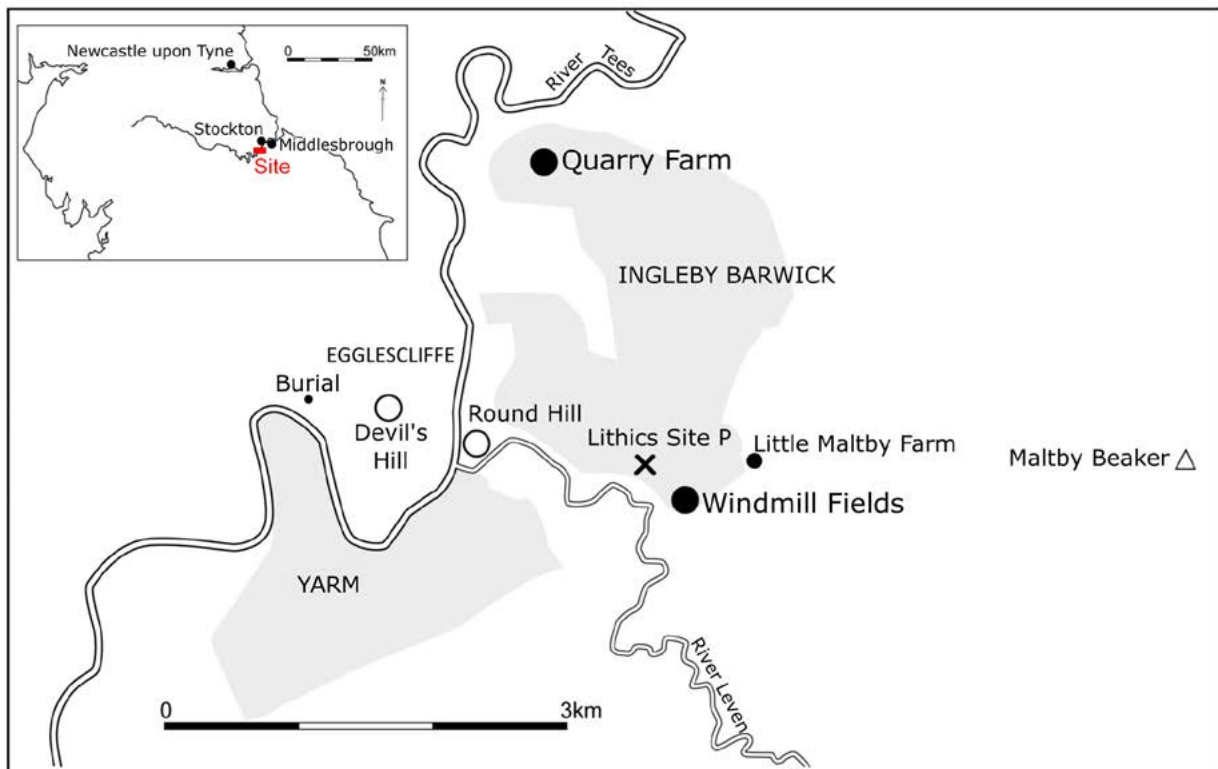 Newcastle upon Tyne
0 50km
N
Stockton
Middlesbrough
Site
River Tees
Quarry Farm
INGLEBY BARWICK
EGGLESCLIFFE
Burial
Devil's
Hill
Round Hill
Lithics Site P
Little Maltby Farm
Maltby Beaker
Windmill Fields
YARM
River Leven
0 3km